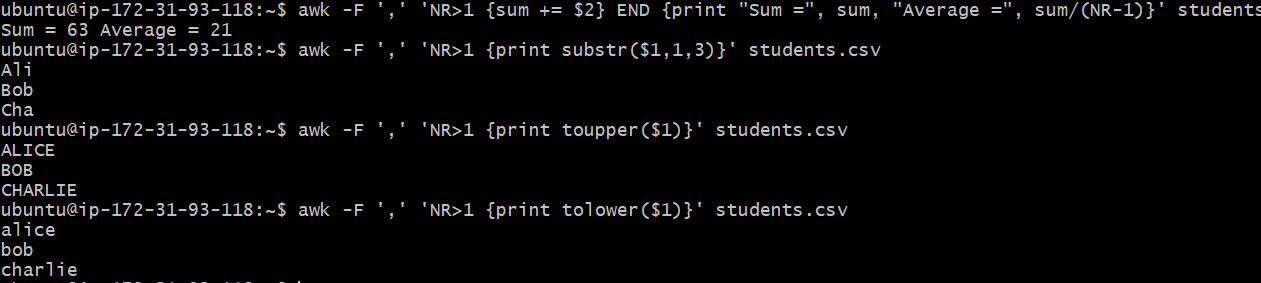 ubuntu@ip-172-31-93-118:~$ awk -F ',' 'NR>1 {sum += $2} END {print "Sum =", sum, "Average =", sum/(NR-1)}' students
Sum = 63 Average = 21
ubuntu@ip-172-31-93-118:~$ awk -F ',' 'NR>1 {print substr($1,1,3)}' students.csv
Ali
Bob
Cha
ubuntu@ip-172-31-93-118:~$ awk -F ',' 'NR>1 {print toupper($1)}' students.csv
ALICE
BOB
CHARLIE
ubuntu@ip-172-31-93-118:~$ awk -F ',' 'NR>1 {print tolower($1)}' students.csv
alice
bob
charlie